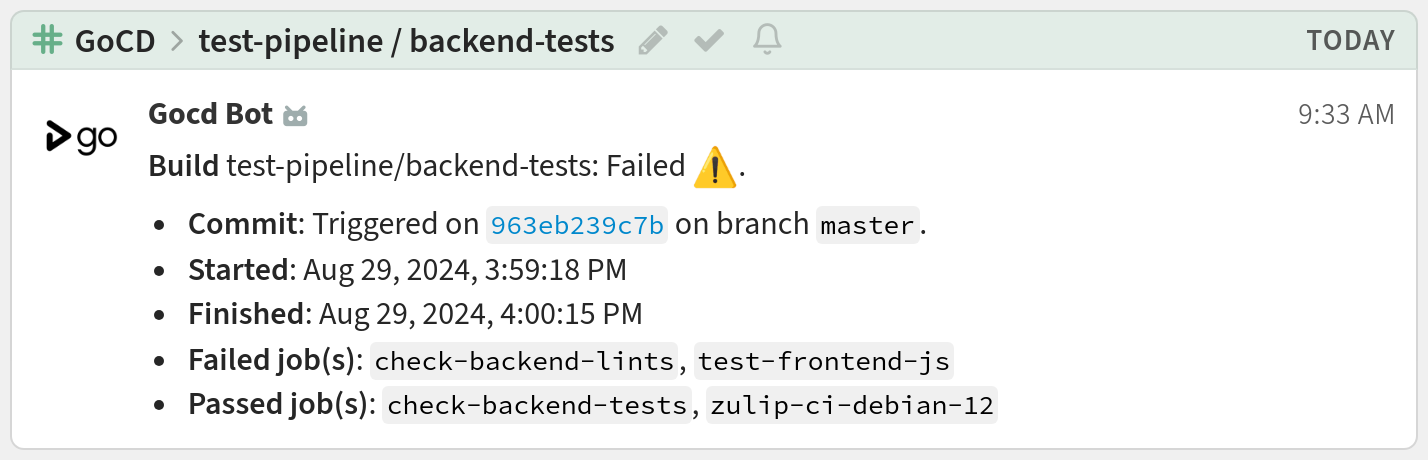 GoCD > test-pipeline / backend-tests TODAY
go Gocd Bot 9:33 AM
Build test-pipeline/backend-tests: Failed ⚠️.
• Commit: Triggered on 963eb239c7b on branch master.
• Started: Aug 29, 2024, 3:59:18 PM
• Finished: Aug 29, 2024, 4:00:15 PM
• Failed job(s): check-backend-lints, test-frontend-js
• Passed job(s): check-backend-tests, zulip-ci-debian-12